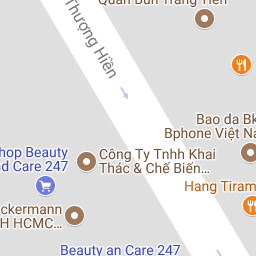 Quán Bún Tràng Tiền
Thượng Hiền
Bao da Bk
Bphone Việt Na
hop Beauty
nd Care 247
Công Ty Tnhh Khai
Thác & Chế Biến...
Hang Tiram
ckermann
H HCMC...
Beauty an Care 247